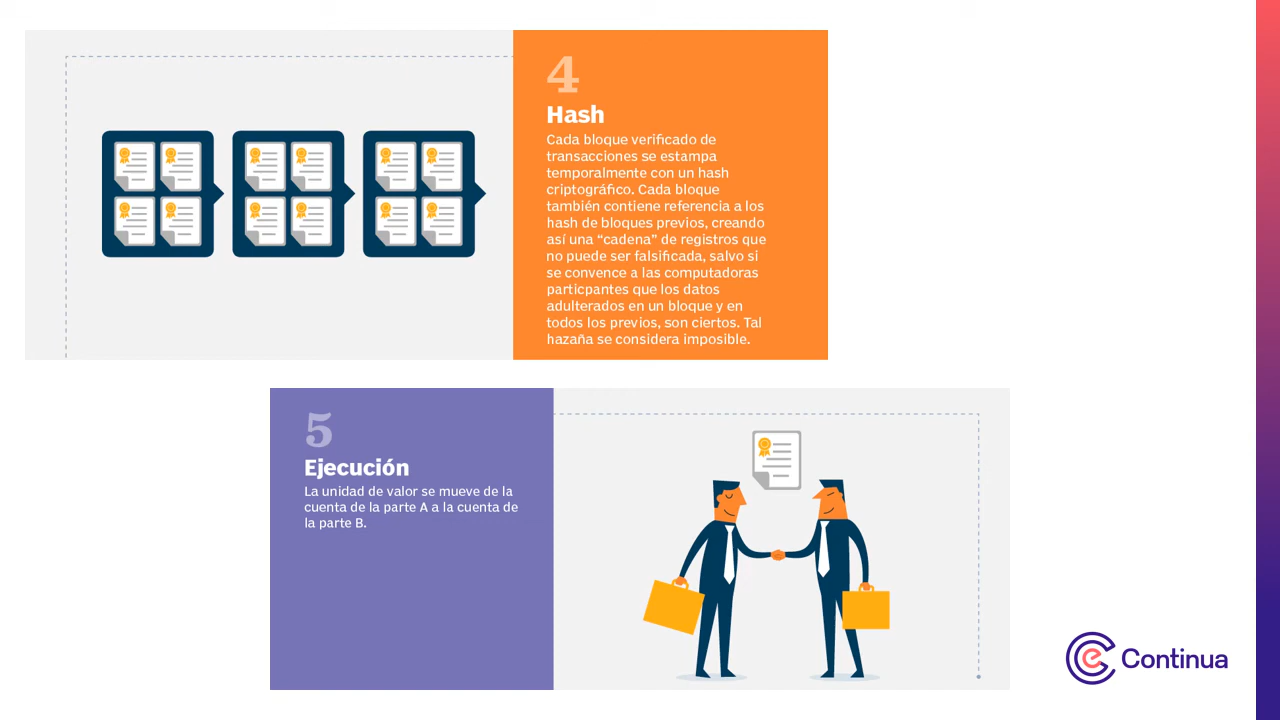 4
Hash
Cada bloque verificado de
transacciones se estampa
temporalmente con un hash
criptográfico. Cada bloque
también contiene referencia a los
hash de bloques previos, creando
así una “cadena” de registros que
no puede ser falsificada, salvo si
se convence a las computadoras
particpantes que los datos
adulterados en un bloque y en
todos los previos, son ciertos. Tal
hazaña se considera imposible.
5
Ejecución
La unidad de valor se mueve de la
cuenta de la parte A a la cuenta de
la parte B.
Continua